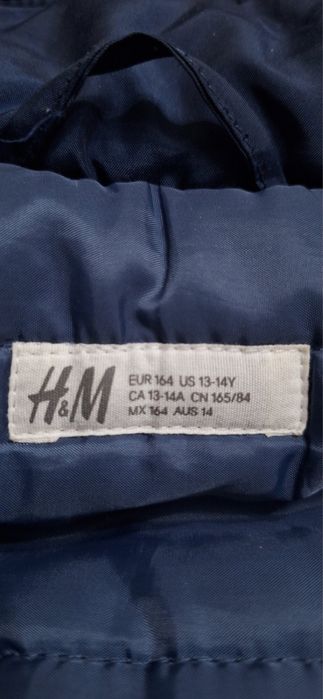 H&M
EUR 164 US 13-14Y
CA 13-14A CN 165/84
MX 164 AUS 14